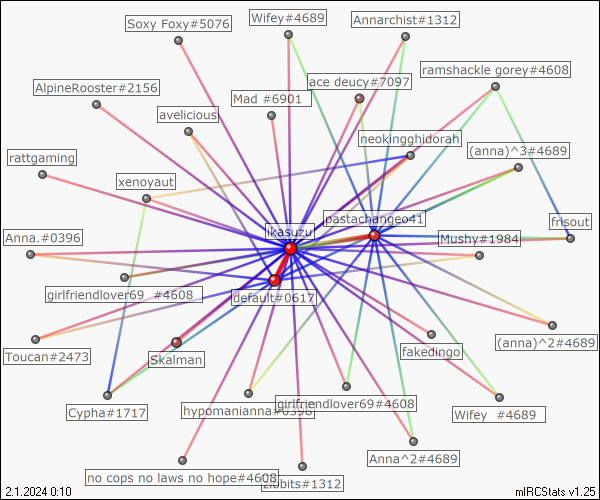 Wifey#4689
Annarchist#1312
Soxy Foxy#5076
ramshackle gorey#4608
ace deucy#7097
AlpineRooster#2156
Mad #6901
avelicious
neokingghidorah
(anna)^3#4689
rattgaming
xenoyaut
pastachangeo41
frisout
ikasuzu
Anna.#0396
Mushy#1984
girlfriendlover69 #4608
default#0617
(anna)^2#4689
fakedingo
Toucan#2473
Skalman
girlfriendlover69#4608
Cypha#1717
hypomanianna#0396
Wifey #4689
Anna^2#4689
no cops no laws no hope#4608
zibbits#1312
2.1.2024 0:10
mIRCStats v1.25